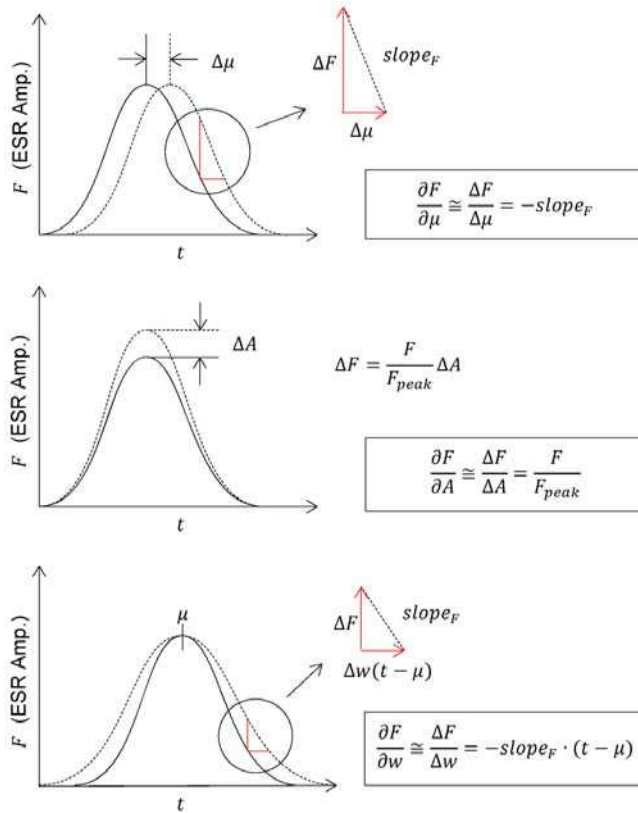 F (ESR Amp.)
Δμ
t
ΔF
slope_F
Δμ
∂F/∂μ ≅ ΔF/Δμ = −slope_F
F (ESR Amp.)
ΔA
t
ΔF = F/F_peak ΔA
∂F/∂A ≅ ΔF/ΔA = F/F_peak
F (ESR Amp.)
μ
t
ΔF
slope_F
Δw(t − μ)
∂F/∂w ≅ ΔF/Δw = −slope_F · (t − μ)